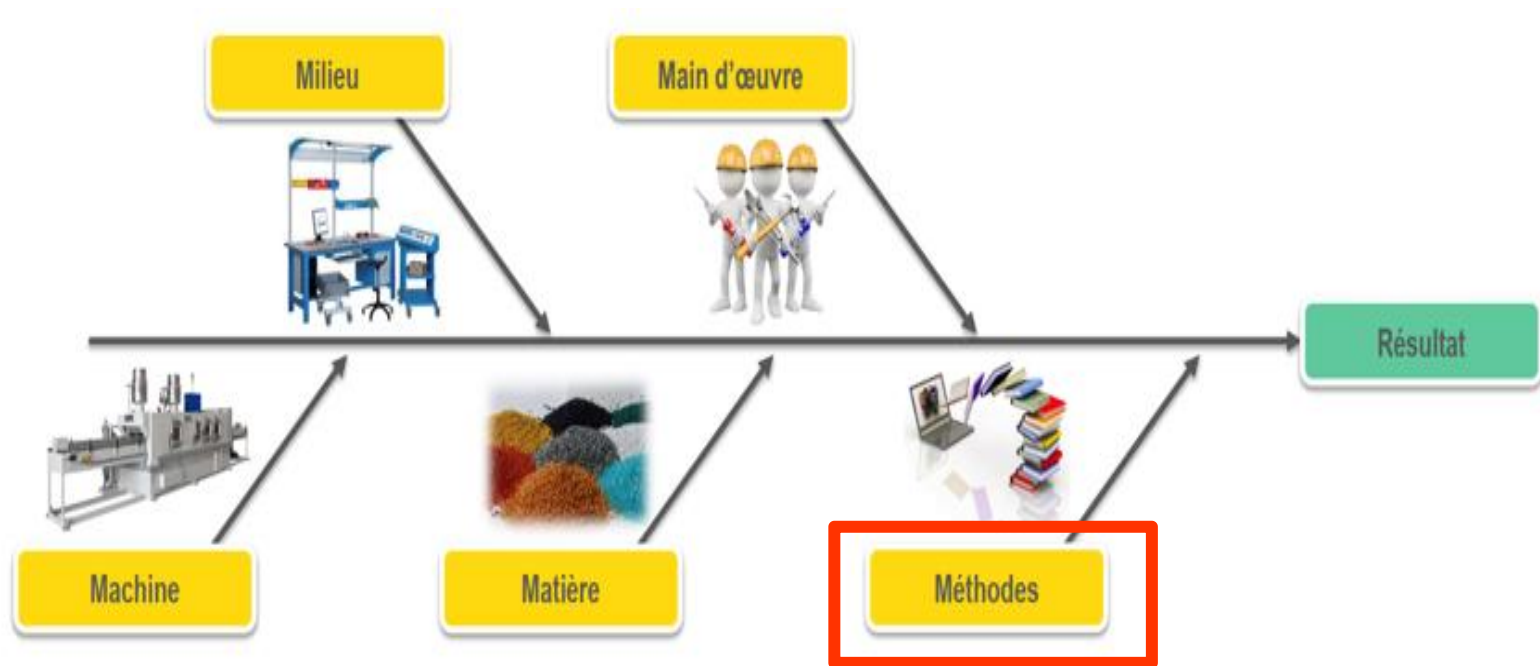 Milieu
Main d'œuvre
Résultat
Machine
Matière
Méthodes